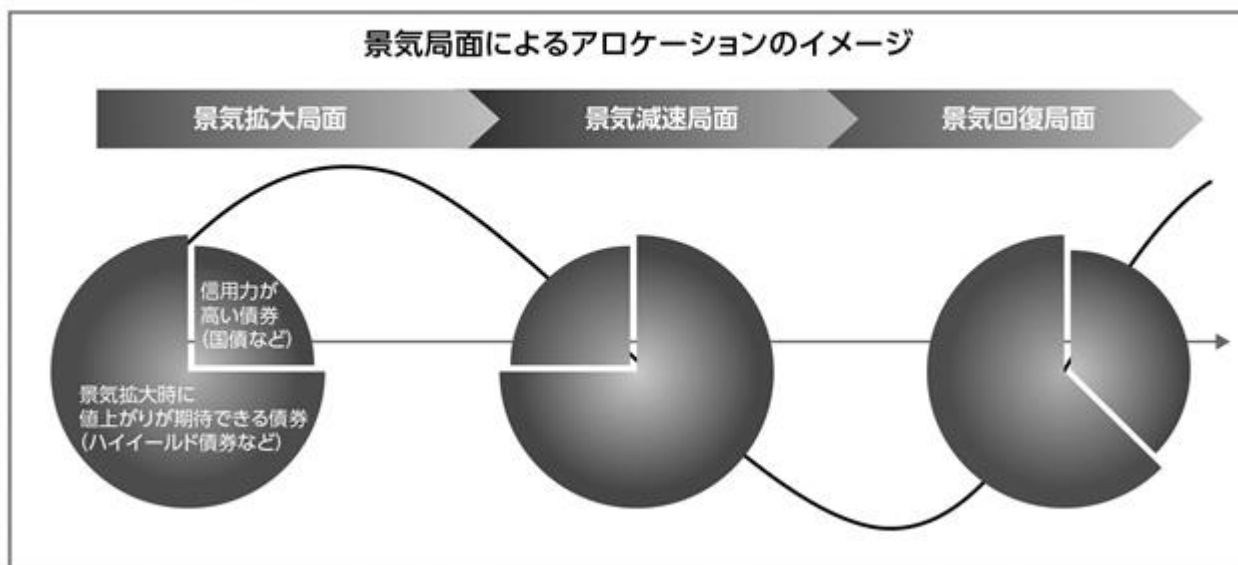 景気局面によるアロケーションのイメージ
景気拡大局面
景気減速局面
景気回復局面
信用力が
高い債券
(国債など)
景気拡大時に
値上がりが期待できる債券
(ハイイールド債券など)